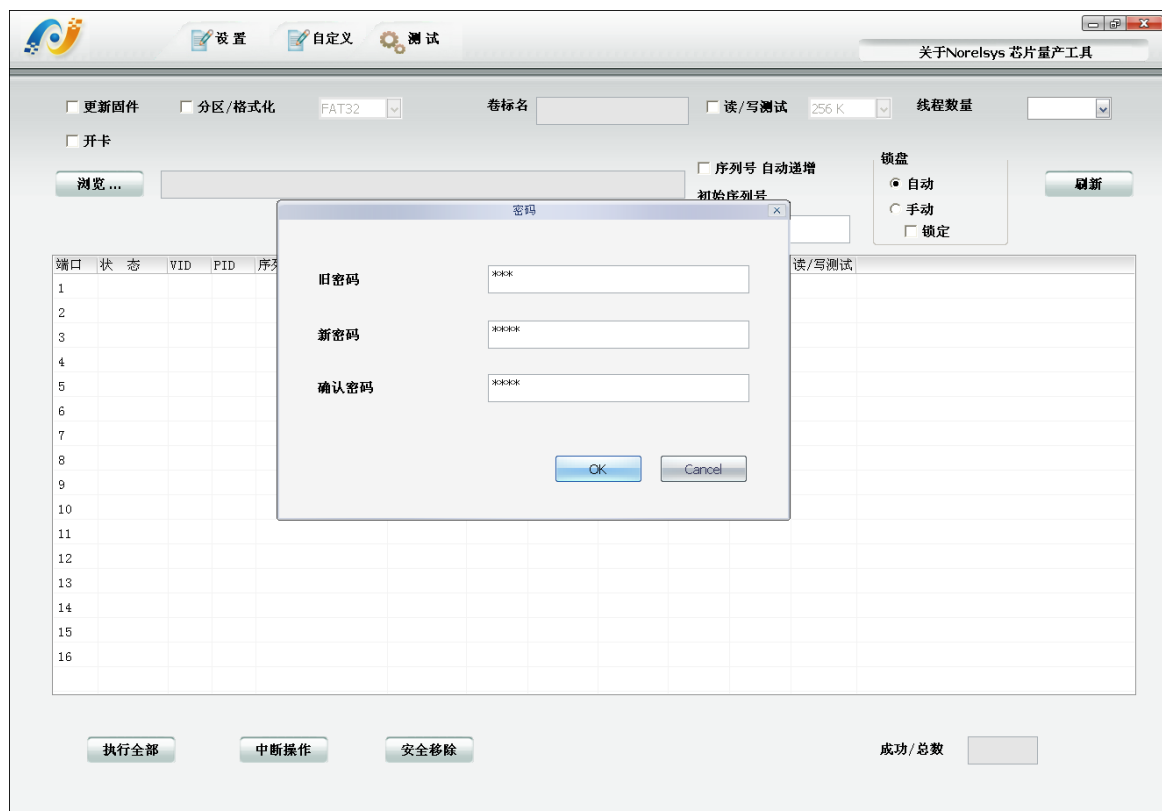 设 置 自定义 测 试
关于Norelsys 芯片量产工具
更新固件 分区/格式化 FAT32 卷标名 读/写测试 256 K 线程数量
开卡
浏览 ... 序列号 自动递增 锁盘 自动 刷新
初始序列号 手动
锁定
密码
端口 状 态 VID PID 读/写测试
旧密码 ***
新密码 ****
确认密码 ****
OK Cancel
1
2
3
4
5
6
7
8
9
10
11
12
13
14
15
16
执行全部 中断操作 安全移除 成功/总数